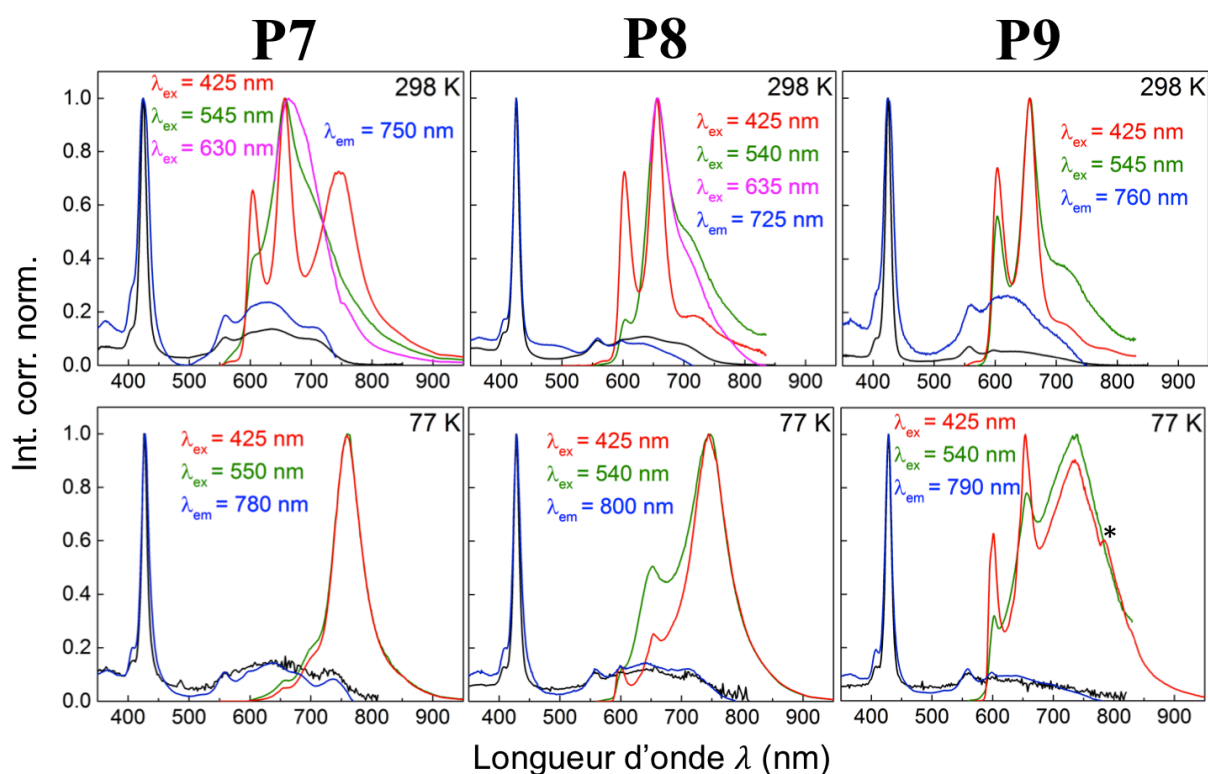 P7 P8 P9
λex = 425 nm
λex = 545 nm
λex = 630 nm
λem = 750 nm
298 K
λex = 425 nm
λex = 540 nm
λex = 635 nm
λem = 725 nm
298 K
λex = 425 nm
λex = 545 nm
λem = 760 nm
298 K
1.0
0.8
0.6
0.4
0.2
0.0
400 500 600 700 800 900
400 500 600 700 800 900
400 500 600 700 800 900
Int. corr. norm.
λex = 425 nm
λex = 550 nm
λem = 780 nm
77 K
λex = 425 nm
λex = 540 nm
λem = 800 nm
77 K
λex = 425 nm
λex = 540 nm
λem = 790 nm
77 K
*
1.0
0.8
0.6
0.4
0.2
0.0
400 500 600 700 800 900
400 500 600 700 800 900
400 500 600 700 800 900
Longueur d'onde λ (nm)